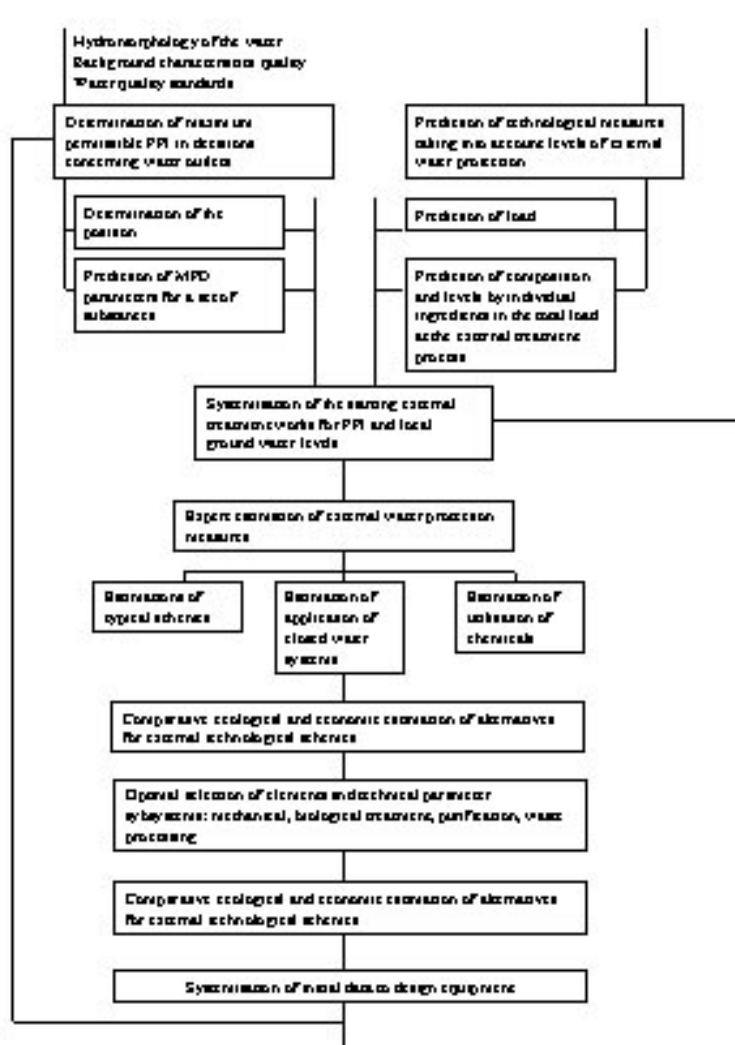 Hydromorphology of the water
Background characteristics quality
Water quality standards
Determination of maximum
permissible PPI in decisions
concerning water outlet
Prediction of technological measures
taking into account levels of external
water protection
Determination of the
position
Prediction of load
Prediction of MPD
parameters for a set of
substances
Prediction of composition
and levels by individual
ingredients in the total load
at the external treatment
process
of the existing external
treatment works for PPI and local
ground water levels
Expert estimation of external water protection
measures
Estimations of
typical schemes
Estimation of
application of
closed water
systems
Estimation of
utilisation of
chemicals
Comparative ecological and economic estimation of alternatives
for external technological schemes
Optimal selection of elements and technical parameter
subsystems: mechanical, biological treatment, purification, water
processing
Comparative ecological and economic estimation of alternatives
for external technological schemes
of initial data to design equipment